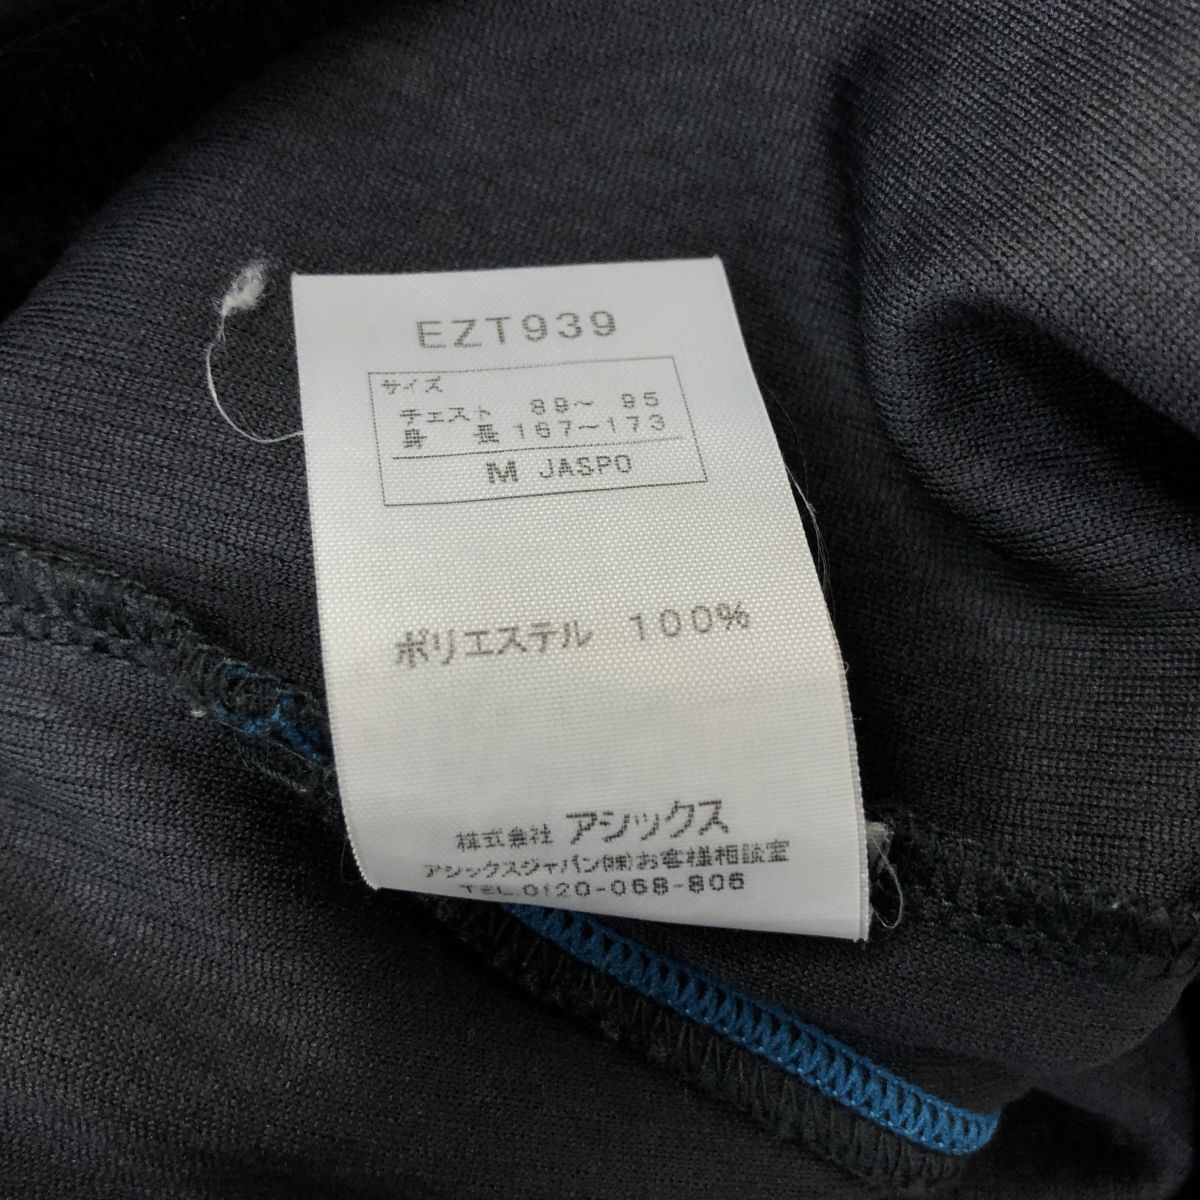 EZT939
サイズ
チェスト 89～ 95
身 長 167～173
M JASPO
ポリエステル 100%
株式会社 アシックス
アシックスジャパン(株)お客様相談室
TEL 0120-068-806